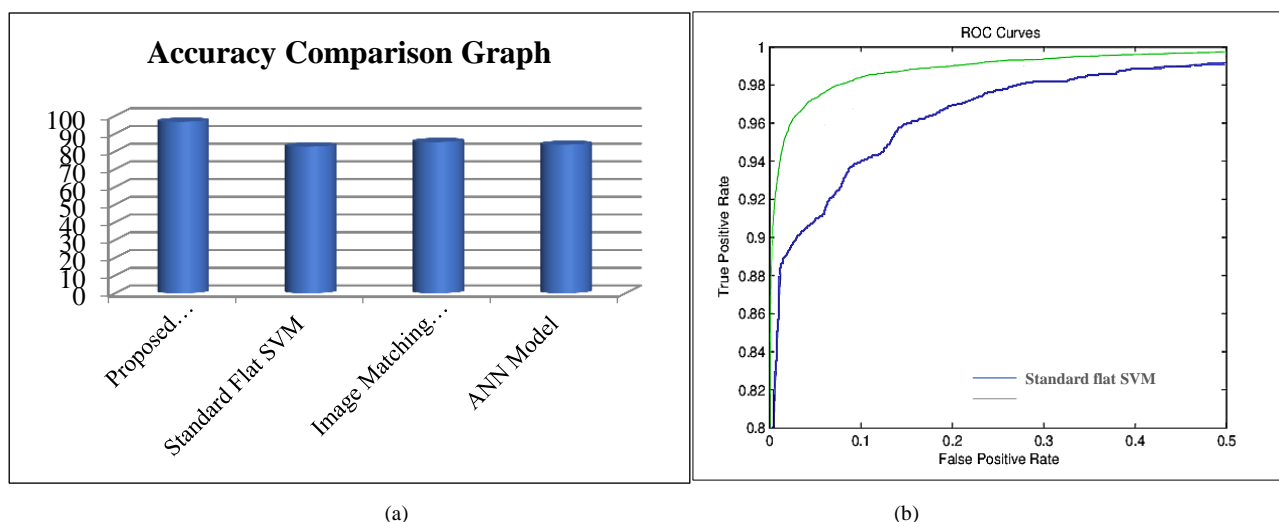 Accuracy Comparison Graph
100
90
80
70
60
50
40
30
20
10
0
Proposed…
Standard Flat SVM
Image Matching…
ANN Model
(a)
ROC Curves
True Positive Rate
1
0.98
0.96
0.94
0.92
0.9
0.88
0.86
0.84
0.82
0.8
Standard flat SVM
0 0.1 0.2 0.3 0.4 0.5
False Positive Rate
(b)